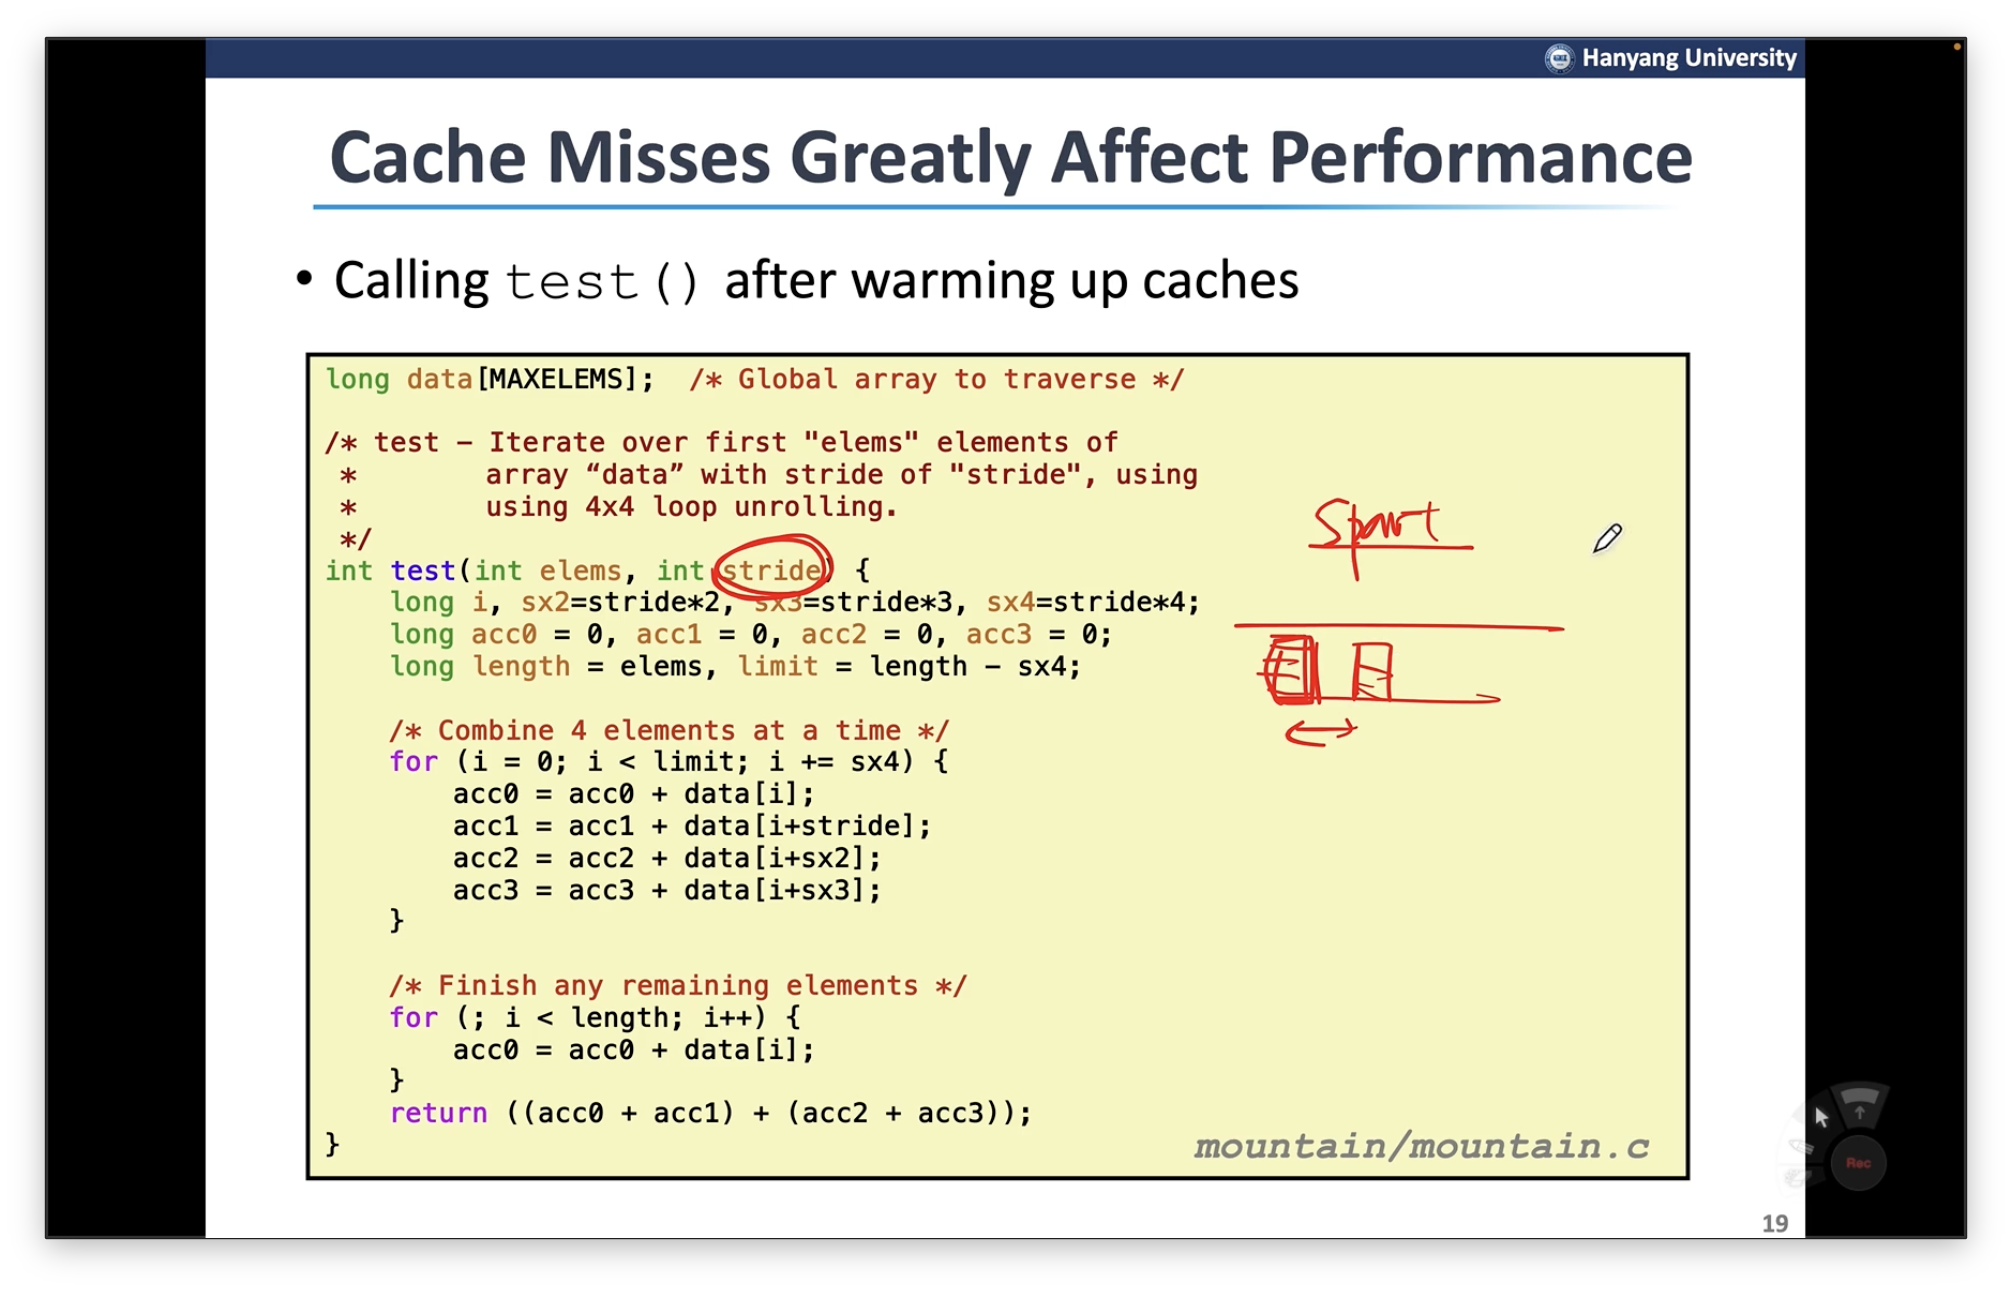 Hanyang University
Cache Misses Greatly Affect Performance
• Calling test() after warming up caches
long data[MAXELEMS];  /* Global array to traverse */
/* test – Iterate over first "elems" elements of
 *        array “data” with stride of "stride", using
 *        using 4x4 loop unrolling.
 */
int test(int elems, int stride) {
    long i, sx2=stride*2, sx3=stride*3, sx4=stride*4;
    long acc0 = 0, acc1 = 0, acc2 = 0, acc3 = 0;
    long length = elems, limit = length – sx4;
    /* Combine 4 elements at a time */
    for (i = 0; i < limit; i += sx4) {
        acc0 = acc0 + data[i];
        acc1 = acc1 + data[i+stride];
        acc2 = acc2 + data[i+sx2];
        acc3 = acc3 + data[i+sx3];
    }
    /* Finish any remaining elements */
    for (; i < length; i++) {
        acc0 = acc0 + data[i];
    }
    return ((acc0 + acc1) + (acc2 + acc3));
}
mountain/mountain.c
Rec
19